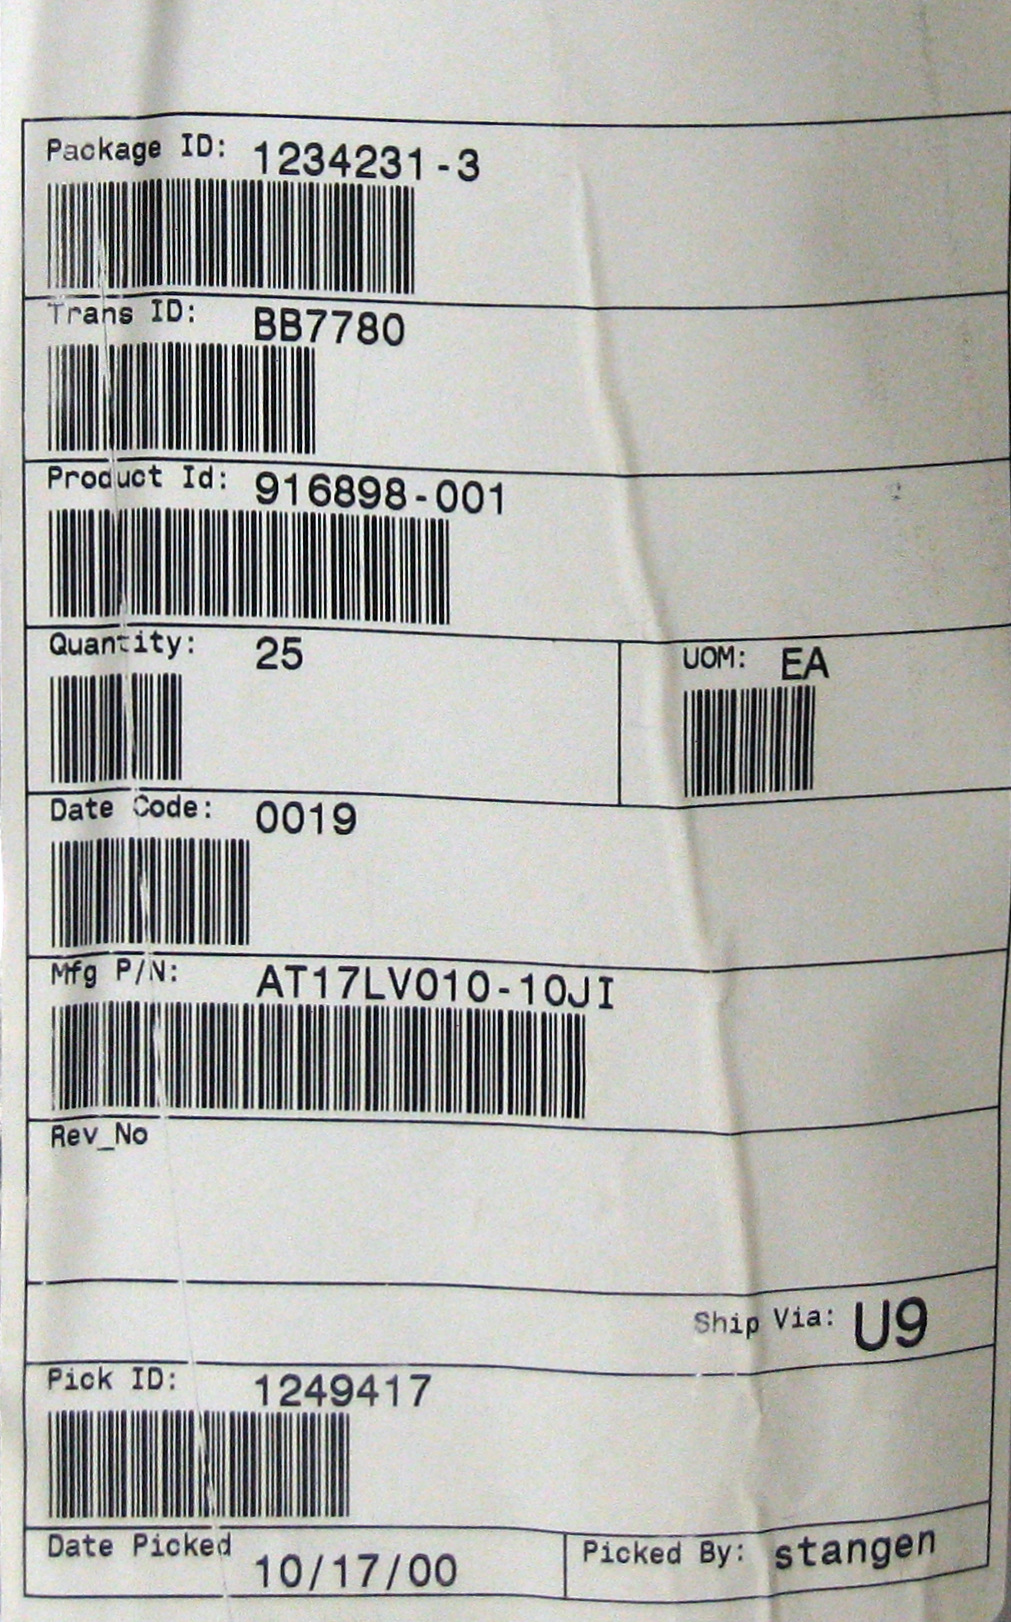 Package ID: 1234231-3
Trans ID: BB7780
Product Id: 916898-001
Quantity: 25 UOM: EA
Date Code: 0019
Mfg P/N: AT17LV010-10JI
Rev_No
Ship Via: U9
Pick ID: 1249417
Date Picked 10/17/00 Picked By: stangen